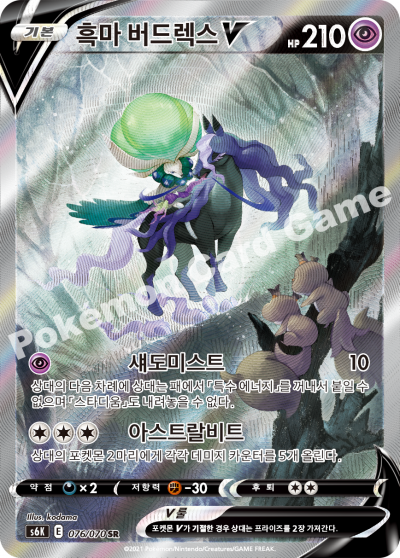 기본 흑마 버드렉스 V HP 210
Pokémon Card Game
섀도미스트 10
상대의 다음 차례에 상대는 패에서 「특수 에너지」를 꺼내서 붙일 수
없으며 「스타디움」도 내려놓을 수 없다.
아스트랄비트
상대의 포켓몬 2마리에게 각각 데미지 카운터를 5개 올린다.
약점 ×2 저항력 -30 후퇴
V룰
포켓몬 V가 기절한 경우 상대는 프라이즈를 2장 가져간다.
Illus. kodama
s6K E 076/070 SR
©2021 Pokémon/Nintendo/Creatures/GAME FREAK.